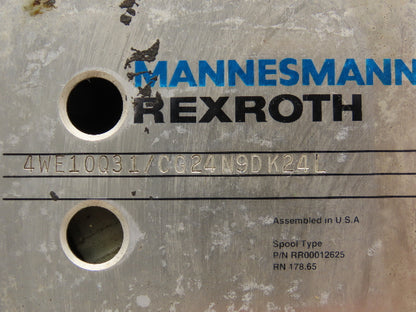 MANNESMANN
REXROTH
4WE10Q31/CG24N9DK24L
Assembled in U.S.A
Spool Type
P/N RR00012625
RN 178.65